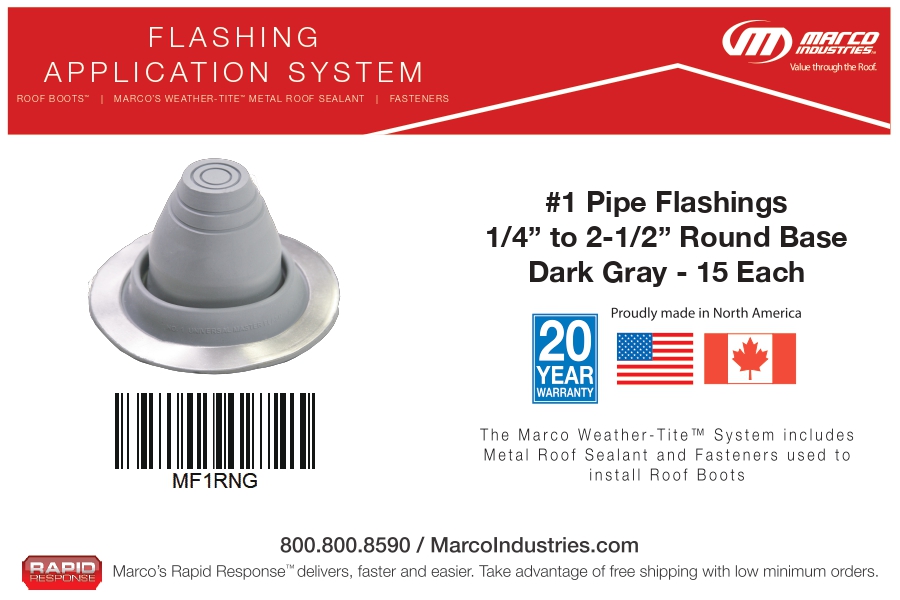 FLASHING
APPLICATION SYSTEM
ROOF BOOTS™ | MARCO'S WEATHER-TITE™ METAL ROOF SEALANT | FASTENERS
MARCO
INDUSTRIES™
Value through the Roof.
#1 Pipe Flashings
1/4” to 2-1/2” Round Base
Dark Gray - 15 Each
Proudly made in North America
20
YEAR
WARRANTY
MF1RNG
The Marco Weather-Tite™ System includes
Metal Roof Sealant and Fasteners used to
install Roof Boots
800.800.8590 / MarcoIndustries.com
RAPID
RESPONSE
Marco’s Rapid Response™ delivers, faster and easier. Take advantage of free shipping with low minimum orders.